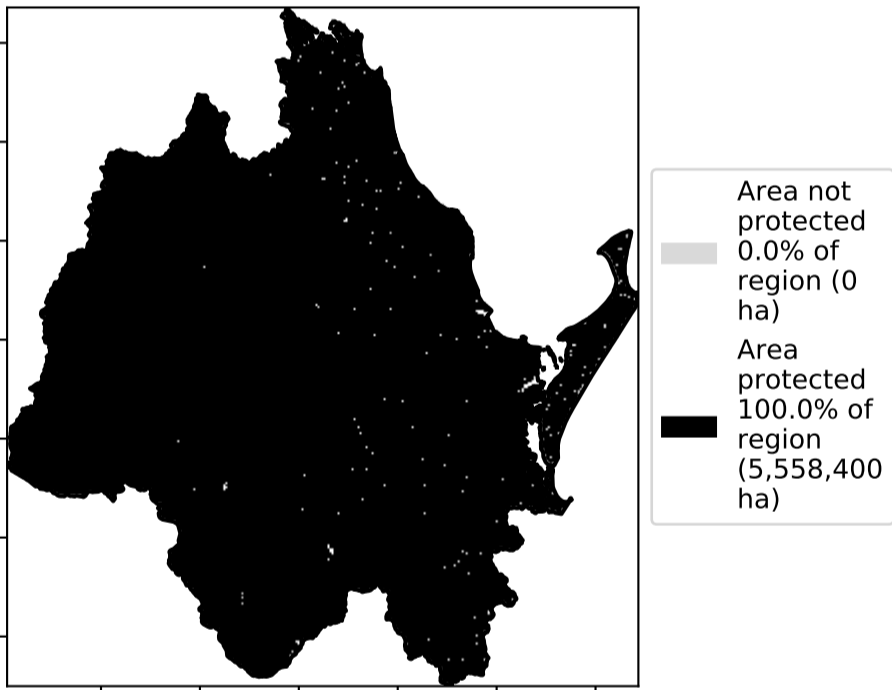 Area not
protected
0.0% of
region (0
ha)
Area
protected
100.0% of
region
(5,558,400
ha)